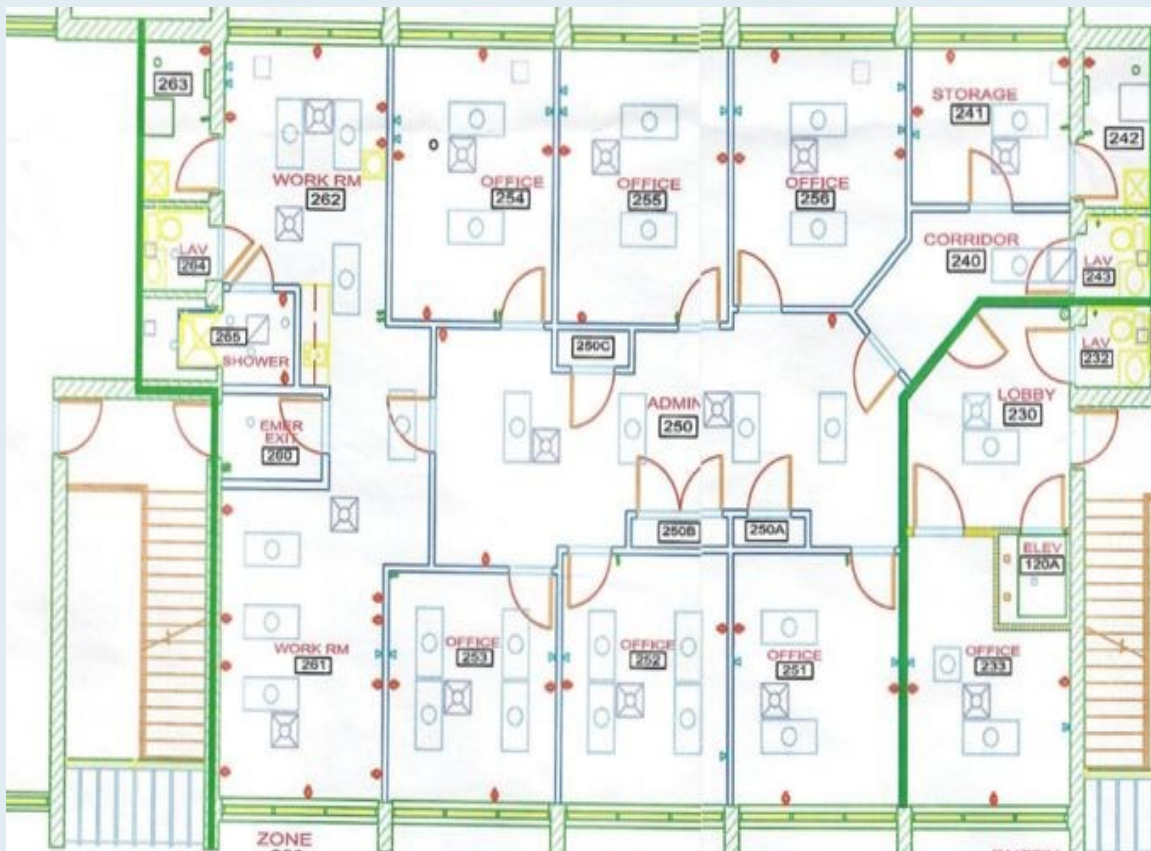 263
WORK RM
262
OFFICE
254
OFFICE
255
OFFICE
256
STORAGE
241
242
LAV
264
CORRIDOR
240
LAV
243
265
SHOWER
250C
LAV
232
EMER
EXIT
260
ADMIN
250
LOBBY
230
250B
250A
ELEV
120A
WORK RM
261
OFFICE
253
OFFICE
252
OFFICE
251
OFFICE
233
ZONE